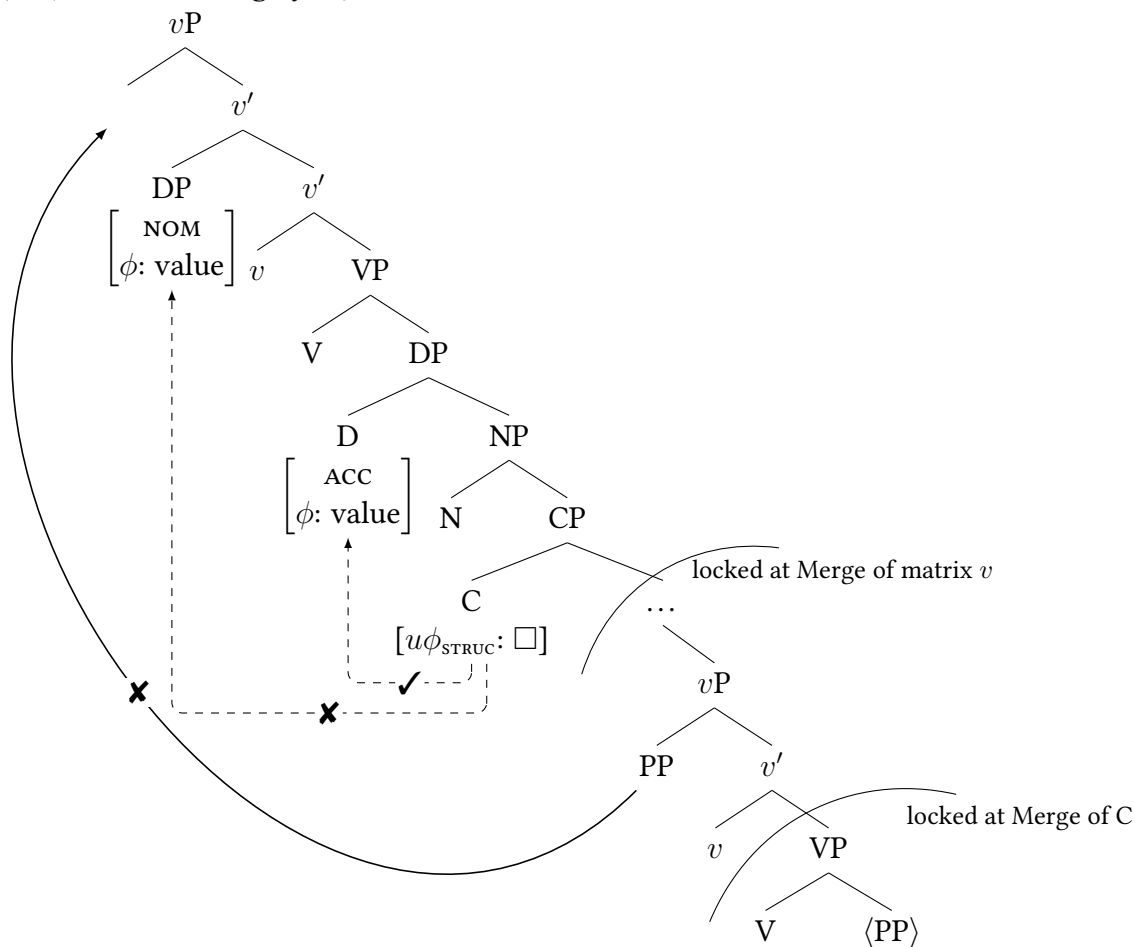 vP
v′
DP v′
[NOM
ϕ: value] v VP
V DP
D NP
[ACC
ϕ: value] N CP
locked at Merge of matrix v
C …
[uϕSTRUC: □]
✓ vP
✘ ✘
PP v′
locked at Merge of C
v VP
V ⟨PP⟩